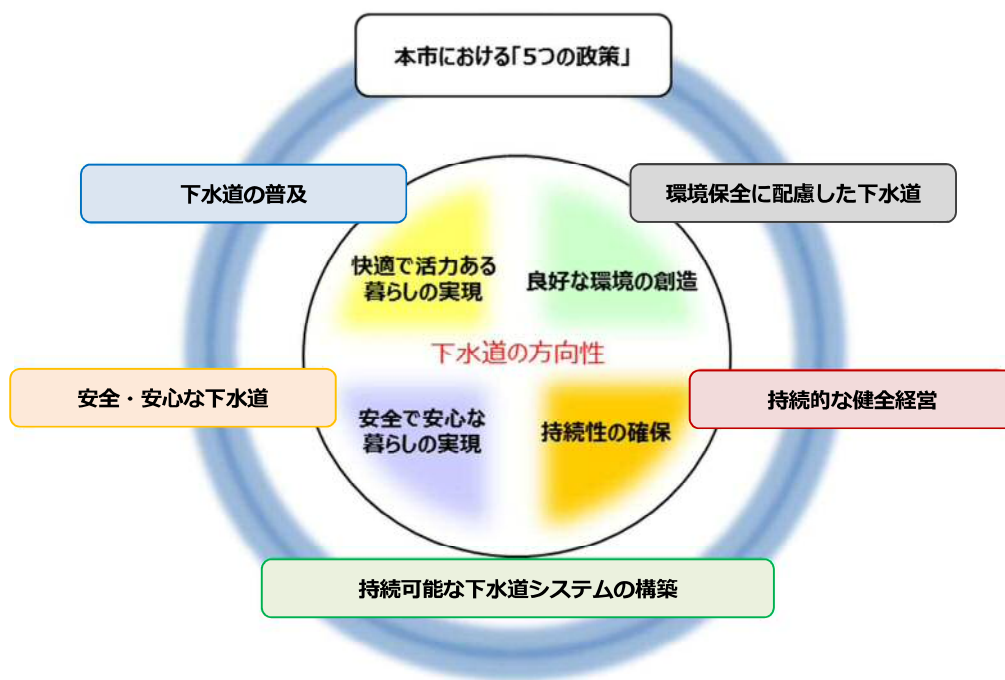 本市における「5つの政策」
下水道の普及
環境保全に配慮した下水道
快適で活力ある
暮らしの実現
良好な環境の創造
下水道の方向性
安全・安心な下水道
持続的な健全経営
安全で安心な
暮らしの実現
持続性の確保
持続可能な下水道システムの構築